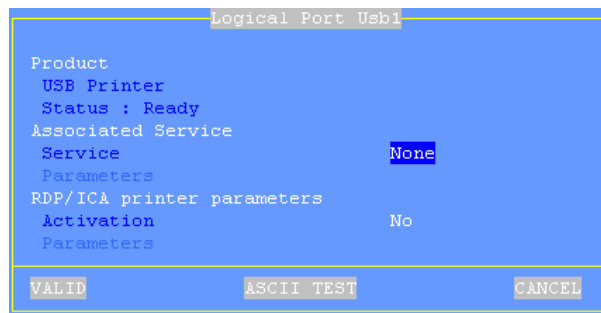 Logical Port Usb1
Product
USB Printer
Status : Ready
Associated Service
Service None
Parameters
RDP/ICA printer parameters
Activation No
Parameters
VALID ASCII TEST CANCEL